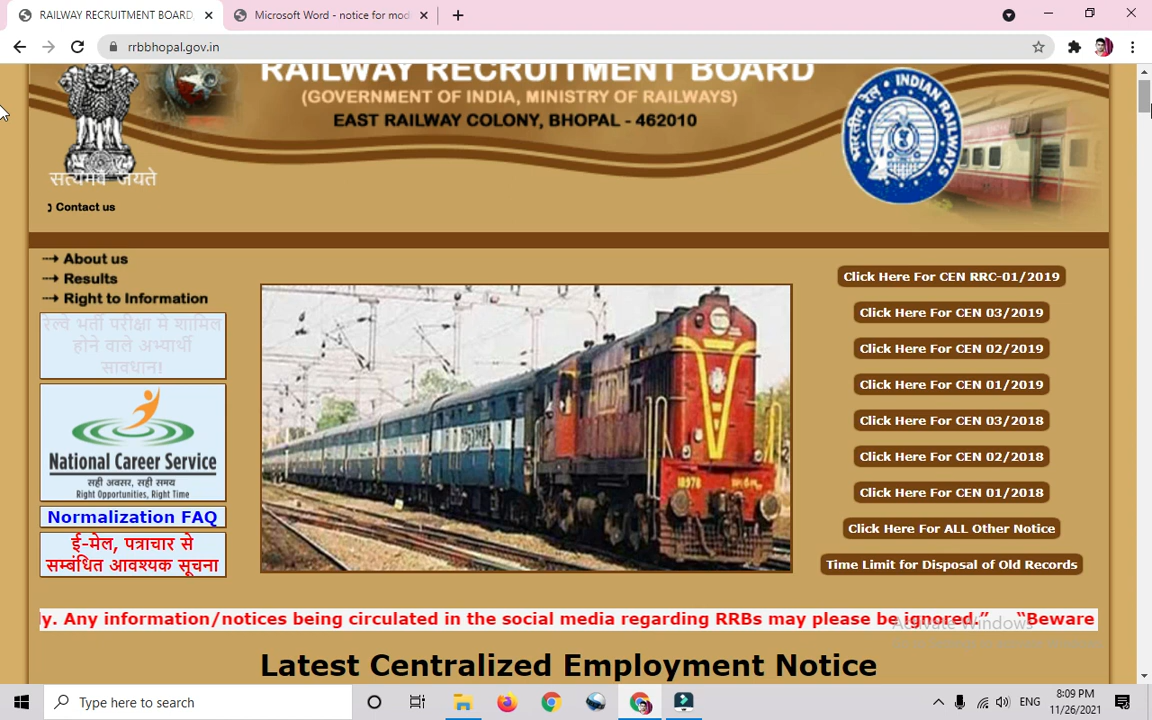 RAILWAY RECRUITMENT BOARD
Microsoft Word - notice for mod
rrbbhopal.gov.in
RAILWAY RECRUITMENT BOARD
(GOVERNMENT OF INDIA, MINISTRY OF RAILWAYS)
EAST RAILWAY COLONY, BHOPAL - 462010
सत्यमेव जयते
INDIAN RAILWAYS
भारतीय रेल
Contact us
About us
Results
Right to Information
रेल्वे भर्ती परीक्षा मे शामिल
होने वाले अभ्यार्थी
सावधान!
National Career Service
सही अवसर, सही समय
Right Opportunities, Right Time
Normalization FAQ
ई-मेल, पत्राचार से
सम्बंधित आवश्यक सूचना
18978
Click Here For CEN RRC-01/2019
Click Here For CEN 03/2019
Click Here For CEN 02/2019
Click Here For CEN 01/2019
Click Here For CEN 03/2018
Click Here For CEN 02/2018
Click Here For CEN 01/2018
Click Here For ALL Other Notice
Time Limit for Disposal of Old Records
y. Any information/notices being circulated in the social media regarding RRBs may please be ignored.” “Beware
Activate Windows
Latest Centralized Employment Notice
Type here to search
ENG
8:09 PM
11/26/2021